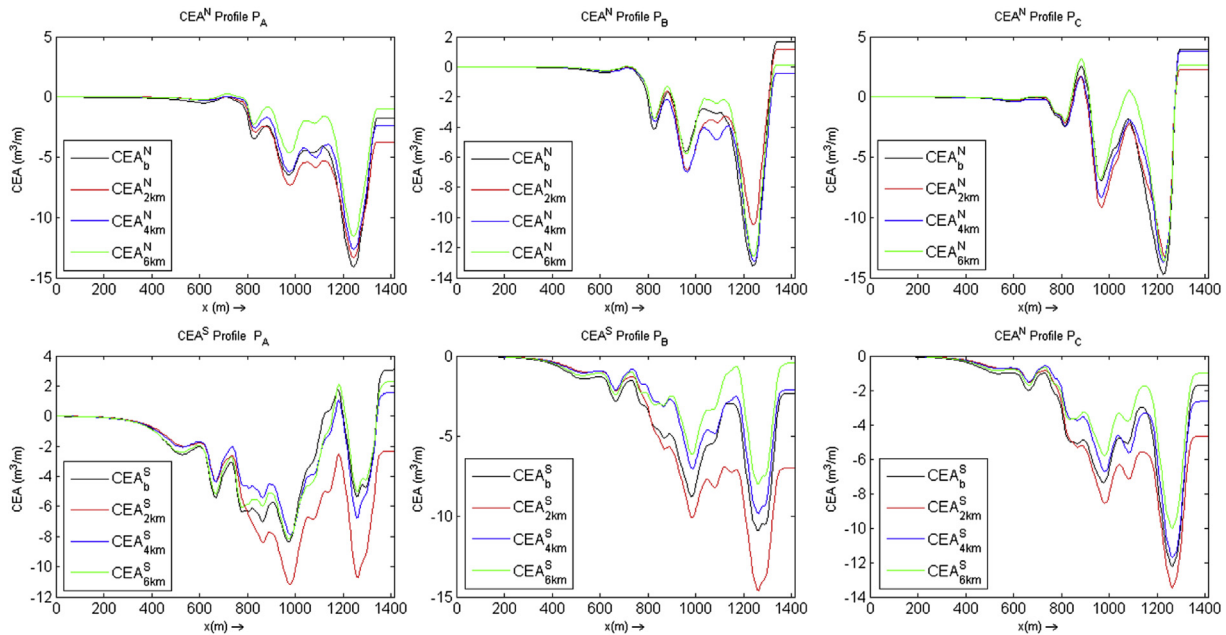 CEA^N Profile P_A
5
0
-5
-10
-15
CEA (m³/m)
CEA_b^N
CEA_2km^N
CEA_4km^N
CEA_6km^N
0 200 400 600 800 1000 1200 1400
x (m) →
CEA^N Profile P_B
2
0
-2
-4
-6
-8
-10
-12
-14
CEA (m³/m)
CEA_b^N
CEA_2km^N
CEA_4km^N
CEA_6km^N
0 200 400 600 800 1000 1200 1400
x(m) →
CEA^N Profile P_C
5
0
-5
-10
-15
CEA (m³/m)
CEA_b^N
CEA_2km^N
CEA_4km^N
CEA_6km^N
0 200 400 600 800 1000 1200 1400
x(m) →
CEA^S Profile P_A
4
2
0
-2
-4
-6
-8
-10
-12
CEA (m³/m)
CEA_b^S
CEA_2km^S
CEA_4km^S
CEA_6km^S
0 200 400 600 800 1000 1200 1400
x(m) →
CEA^S Profile P_B
0
-5
-10
-15
CEA (m³/m)
CEA_b^S
CEA_2km^S
CEA_4km^S
CEA_6km^S
0 200 400 600 800 1000 1200 1400
x(m) →
CEA^N Profile P_C
0
-2
-4
-6
-8
-10
-12
-14
CEA (m³/m)
CEA_b^S
CEA_2km^S
CEA_4km^S
CEA_6km^S
0 200 400 600 800 1000 1200 1400
x(m) →